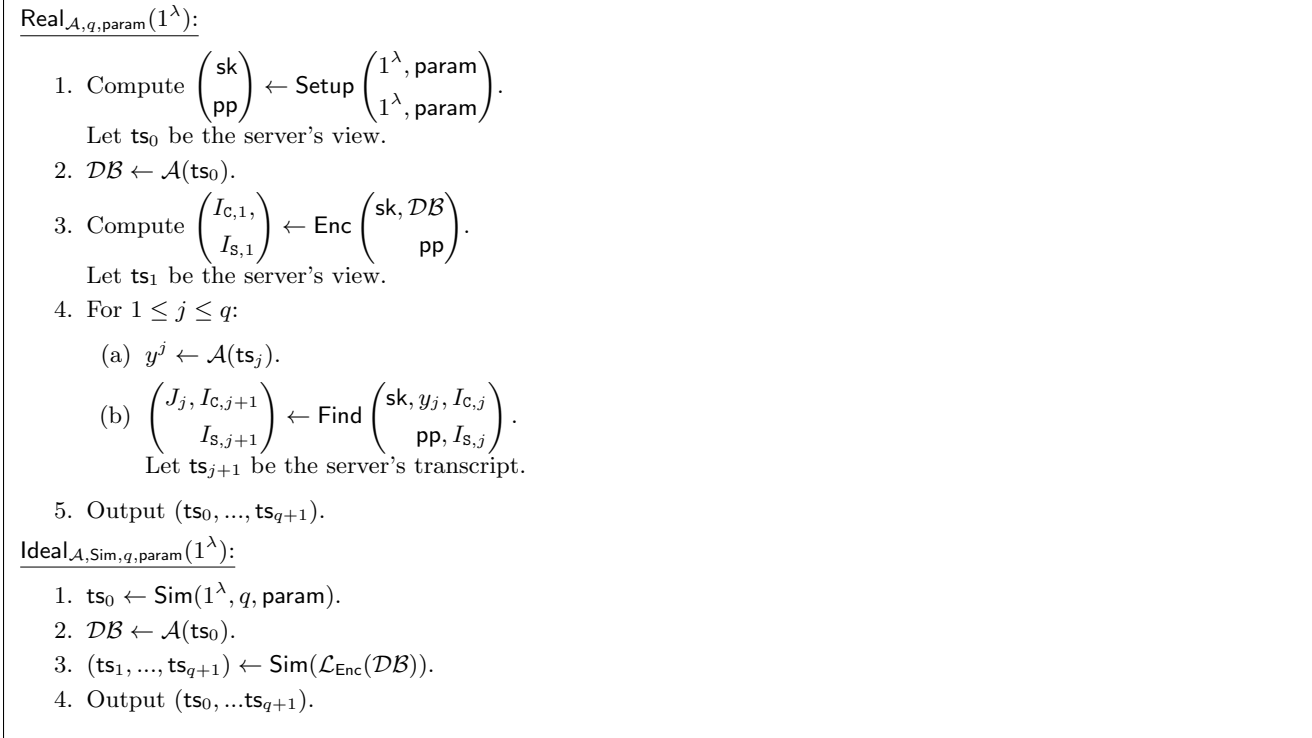 Real_{𝒜,q,param}(1^λ):
1. Compute (sk pp) ← Setup (1^λ, param 1^λ, param).
Let ts_0 be the server's view.
2. 𝒟ℬ ← 𝒜(ts_0).
3. Compute (I_{C,1}, I_{S,1}) ← Enc (sk, 𝒟ℬ pp).
Let ts_1 be the server's view.
4. For 1 ≤ j ≤ q:
(a) y^j ← 𝒜(ts_j).
(b) (J_j, I_{C,j+1} I_{S,j+1}) ← Find (sk, y_j, I_{C,j} pp, I_{S,j}).
Let ts_{j+1} be the server's transcript.
5. Output (ts_0, ..., ts_{q+1}).
Ideal_{𝒜,Sim,q,param}(1^λ):
1. ts_0 ← Sim(1^λ, q, param).
2. 𝒟ℬ ← 𝒜(ts_0).
3. (ts_1, ..., ts_{q+1}) ← Sim(ℒ_{Enc}(𝒟ℬ)).
4. Output (ts_0, ...ts_{q+1}).